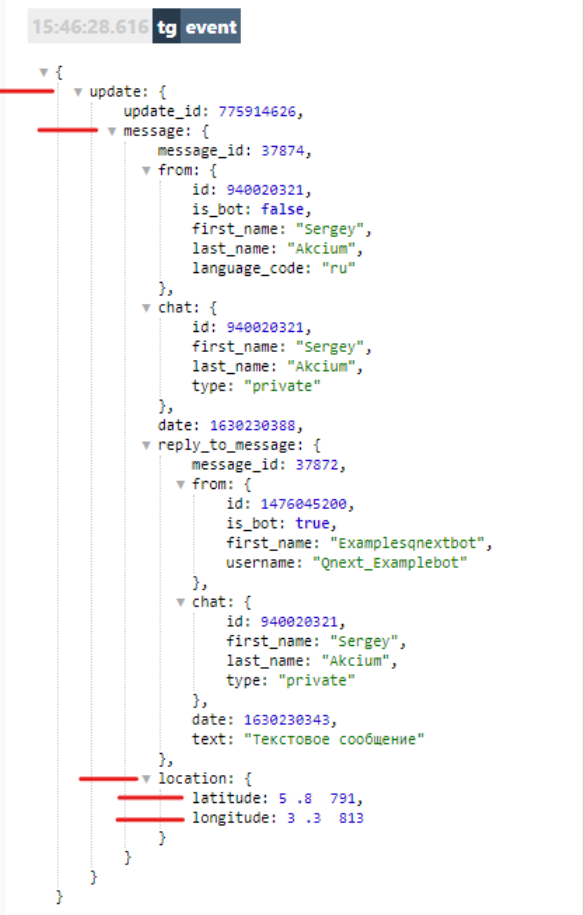 15:46:28.616 tg event
{
update: {
update_id: 775914626,
message: {
message_id: 37874,
from: {
id: 940020321,
is_bot: false,
first_name: "Sergey",
last_name: "Akcium",
language_code: "ru"
},
chat: {
id: 940020321,
first_name: "Sergey",
last_name: "Akcium",
type: "private"
},
date: 1630230388,
reply_to_message: {
message_id: 37872,
from: {
id: 1476045200,
is_bot: true,
first_name: "Examplesqnextbot",
username: "Qnext_Examplebot"
},
chat: {
id: 940020321,
first_name: "Sergey",
last_name: "Akcium",
type: "private"
},
date: 1630230343,
text: "Текстовое сообщение"
},
location: {
latitude: 5 .8 791,
longitude: 3 .3 813
}
}
}
}